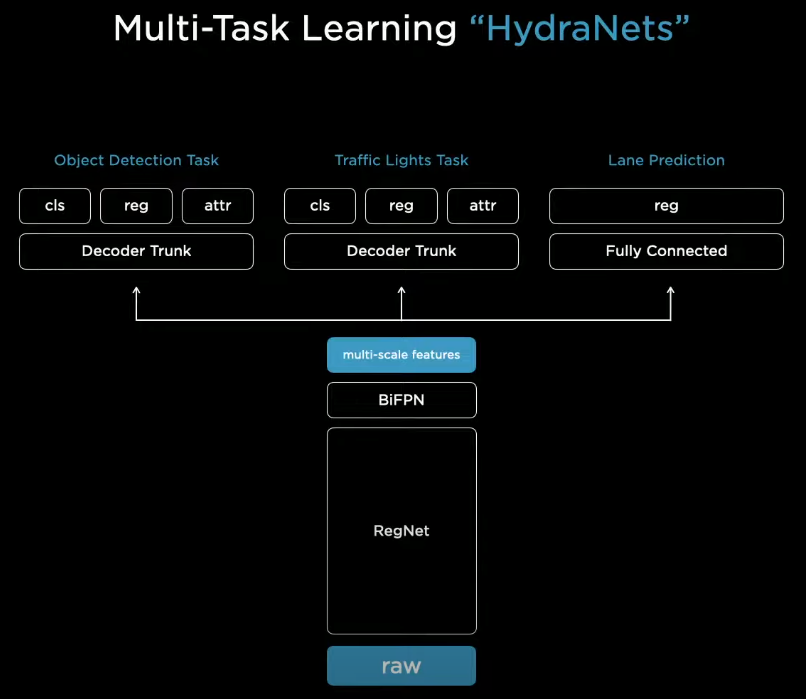 Multi-Task Learning “HydraNets”
Object Detection Task
Traffic Lights Task
Lane Prediction
cls reg attr
cls reg attr
reg
Decoder Trunk
Decoder Trunk
Fully Connected
multi-scale features
BiFPN
RegNet
raw